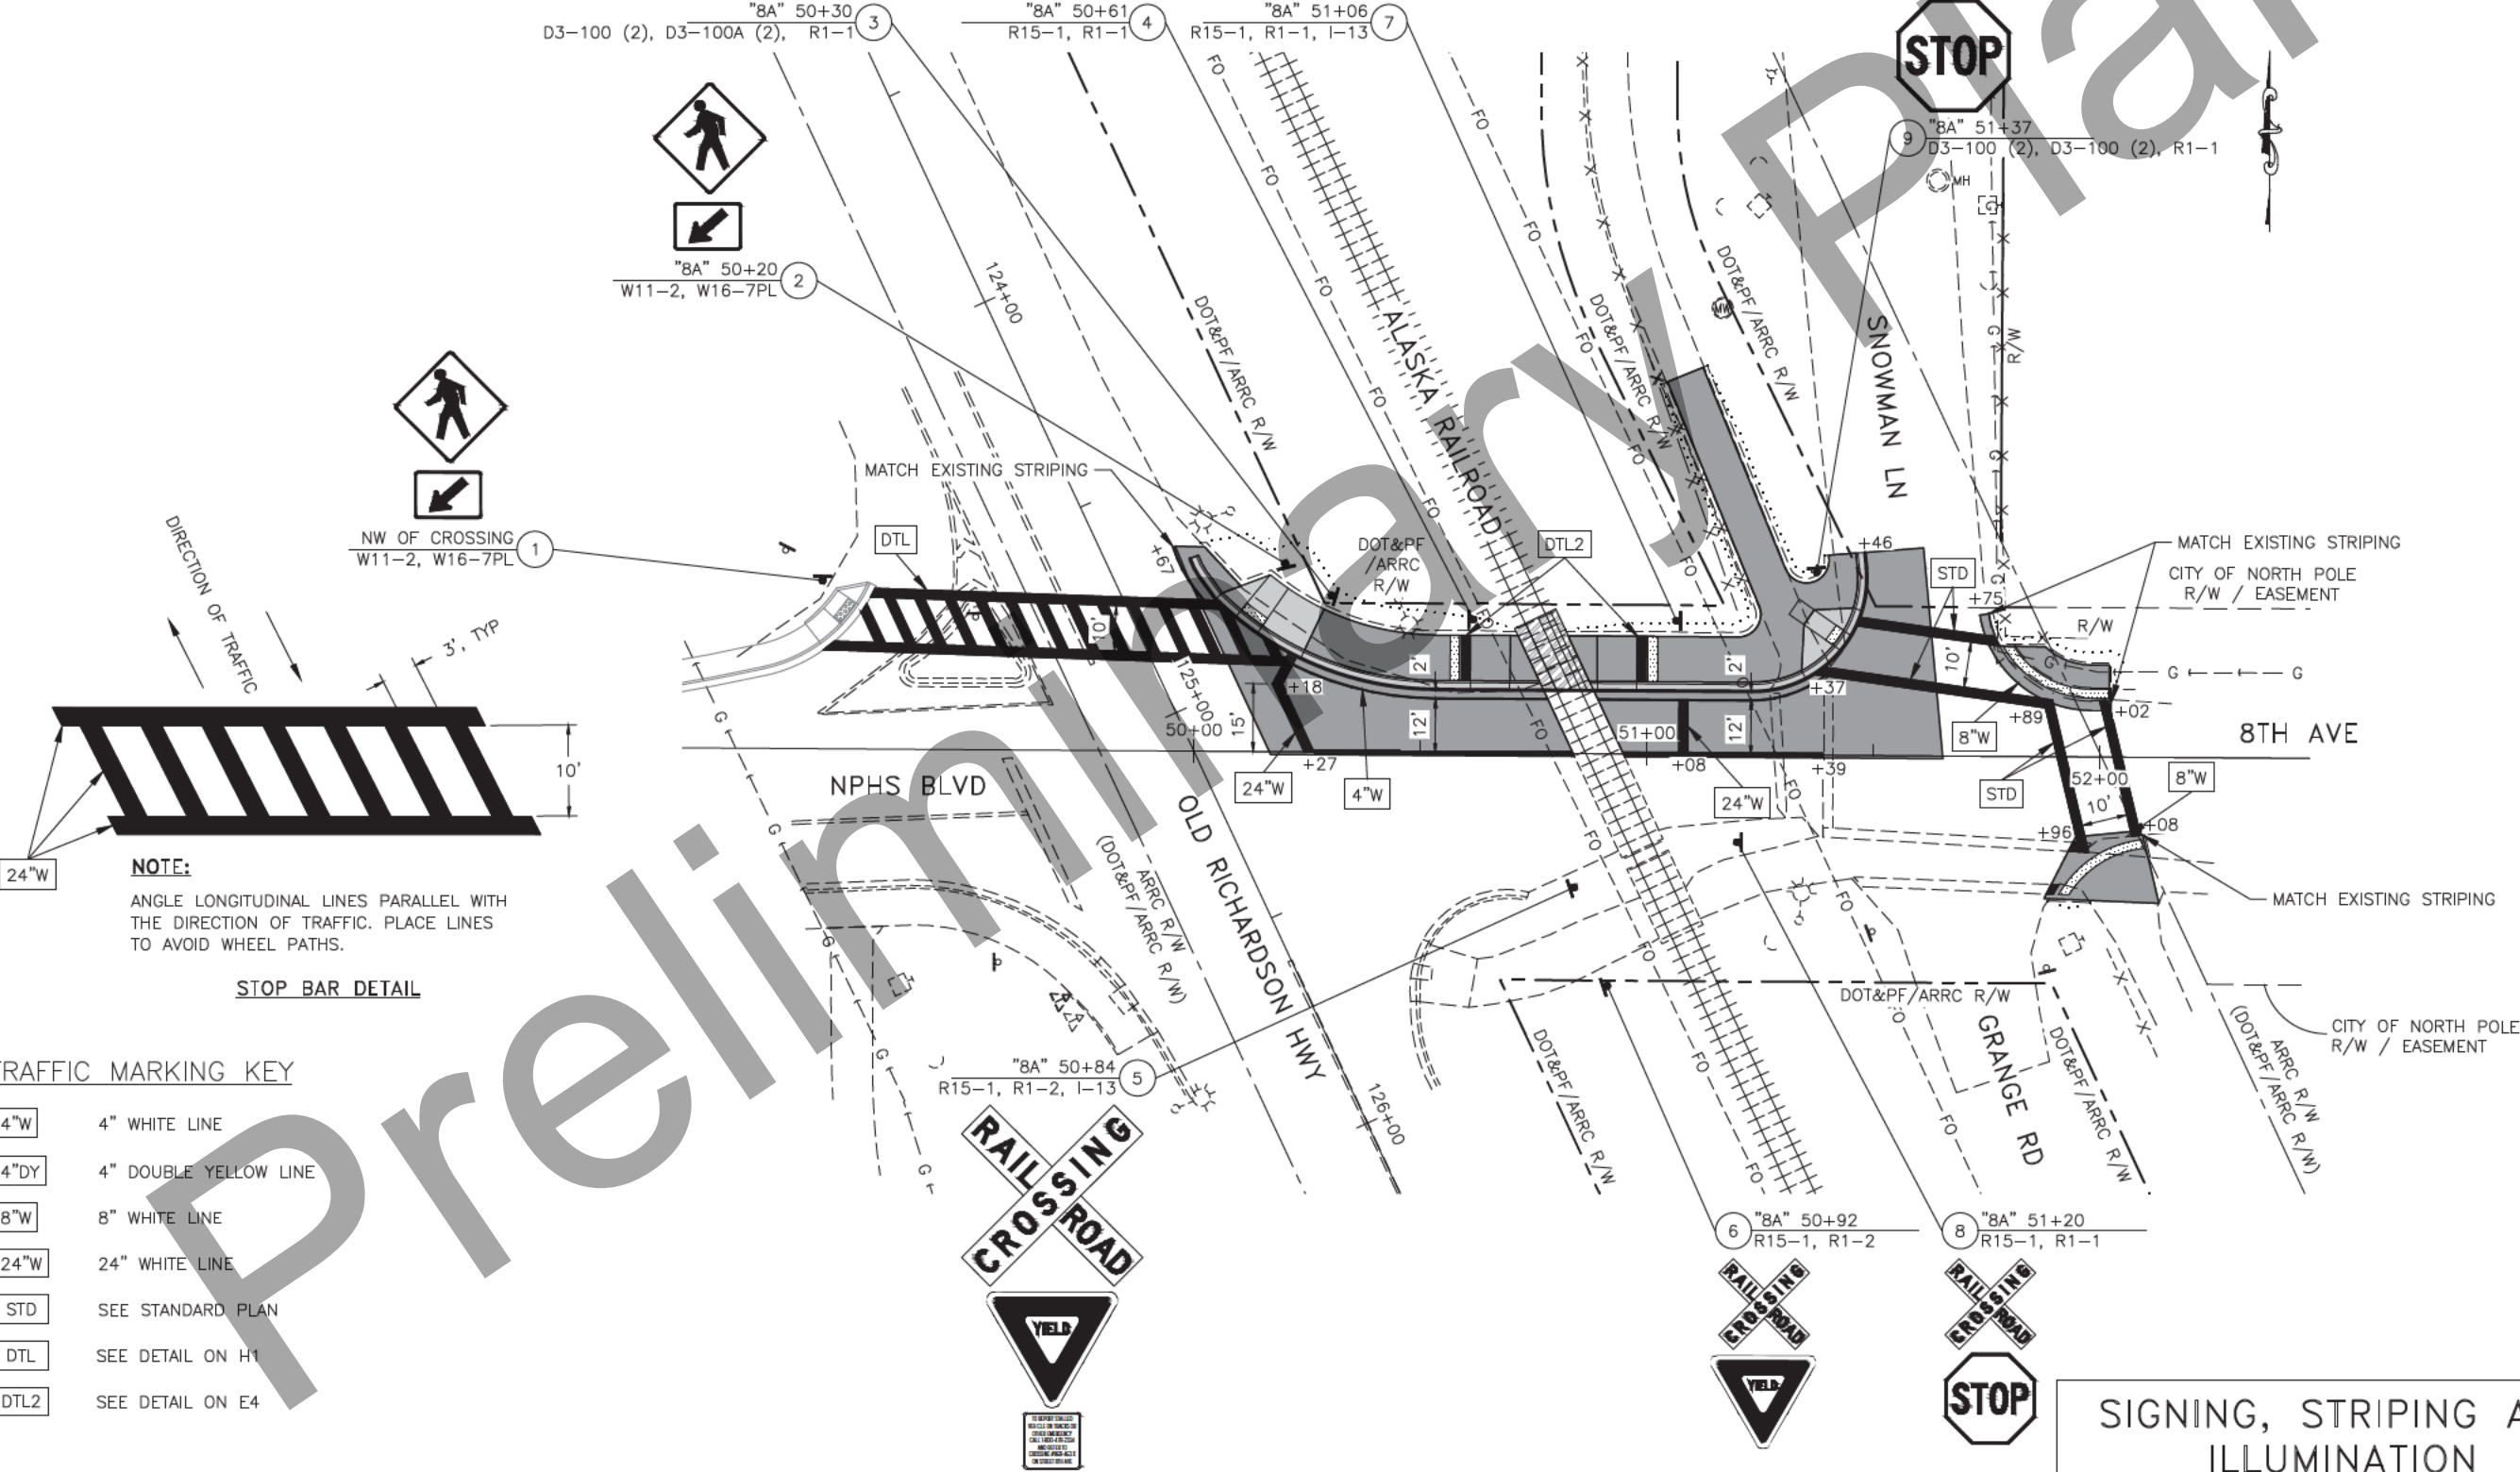 "8A" 50+30
3
D3-100 (2), D3-100A (2), R1-1
"8A" 50+61
4
R15-1, R1-1
"8A" 51+06
7
R15-1, R1-1, I-13
STOP
9
"8A" 51+37
D3-100 (2), D3-100 (2), R1-1
MH
"8A" 50+20
2
W11-2, W16-7PL
NW OF CROSSING
1
W11-2, W16-7PL
124+00
DOT&PF/ARRC R/W
ALASKA RAILROAD
DOT&PF/ARRC R/W
DOT&PF/ARRC R/W
MW
SNOWMAN LN
R/W
FO
FO
FO
FO
G
G
MATCH EXISTING STRIPING
DTL
+67
DOT&PF
/ARRC
R/W
DTL2
+46
STD
+75
MATCH EXISTING STRIPING
CITY OF NORTH POLE
R/W / EASEMENT
R/W
G
G
DIRECTION OF TRAFFIC
3', TYP
10'
24"W
NOTE:
ANGLE LONGITUDINAL LINES PARALLEL WITH
THE DIRECTION OF TRAFFIC. PLACE LINES
TO AVOID WHEEL PATHS.
STOP BAR DETAIL
10'
125+00
50+00
15'
+18
2'
12'
2'
12'
+37
10'
+89
+02
8"W
8TH AVE
51+00
+27
+08
+39
24"W
4"W
24"W
STD
52+00
8"W
10'
+96
+08
NPHS BLVD
OLD RICHARDSON HWY
ARRC R/W
(DOT&PF/ARRC R/W)
MATCH EXISTING STRIPING
DOT&PF/ARRC R/W
DOT&PF/ARRC R/W
GRANGE RD
DOT&PF/ARRC R/W
CITY OF NORTH POLE
R/W / EASEMENT
ARRC R/W
(DOT&PF/ARRC R/W)
126+00
"8A" 50+84
5
R15-1, R1-2, I-13
RAIL ROAD
CROSSING
YIELD
6
"8A" 50+92
R15-1, R1-2
RAIL ROAD
CROSSING
YIELD
8
"8A" 51+20
R15-1, R1-1
RAIL ROAD
CROSSING
STOP
TRAFFIC MARKING KEY
4"W 4" WHITE LINE
4"DY 4" DOUBLE YELLOW LINE
8"W 8" WHITE LINE
24"W 24" WHITE LINE
STD SEE STANDARD PLAN
DTL SEE DETAIL ON H1
DTL2 SEE DETAIL ON E4
SIGNING, STRIPING A
ILLUMINATION
Preliminary Pla